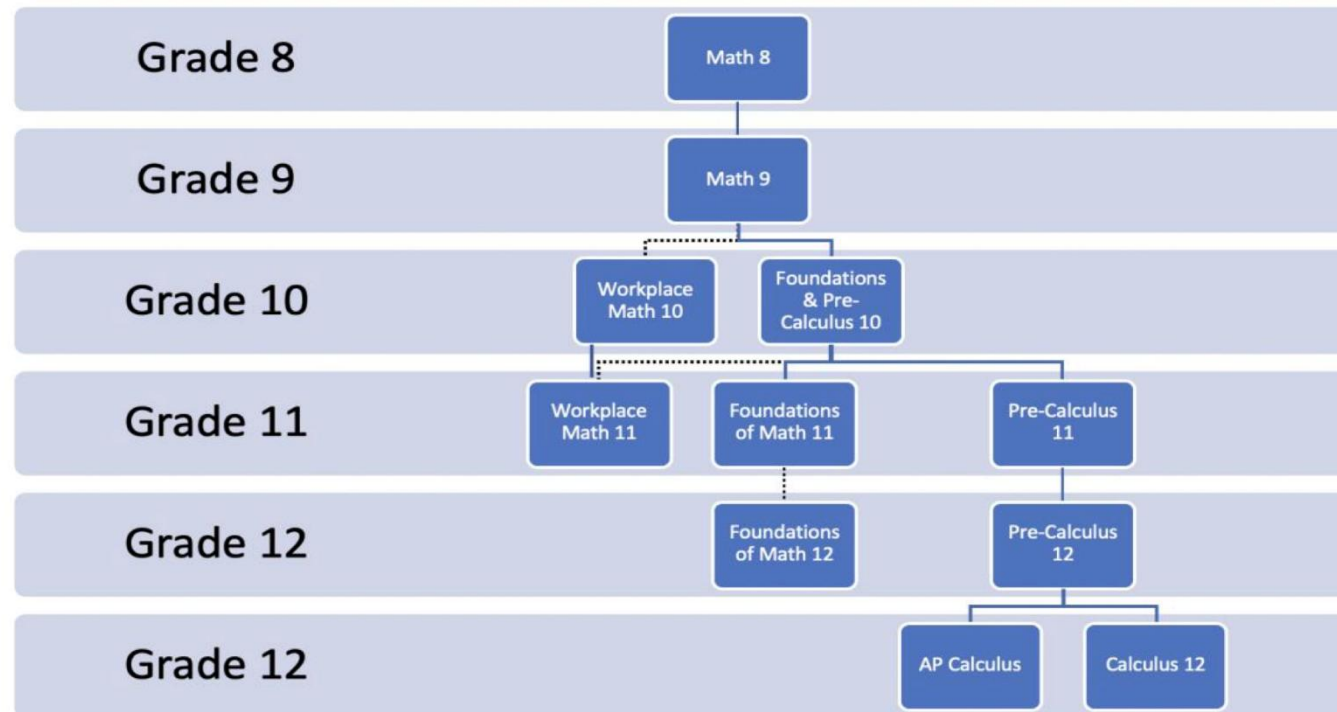 Grade 8
Math 8
Grade 9
Math 9
Grade 10
Workplace
Math 10
Foundations
& Pre-
Calculus 10
Grade 11
Workplace
Math 11
Foundations
of Math 11
Pre-Calculus
11
Grade 12
Foundations
of Math 12
Pre-Calculus
12
Grade 12
AP Calculus
Calculus 12